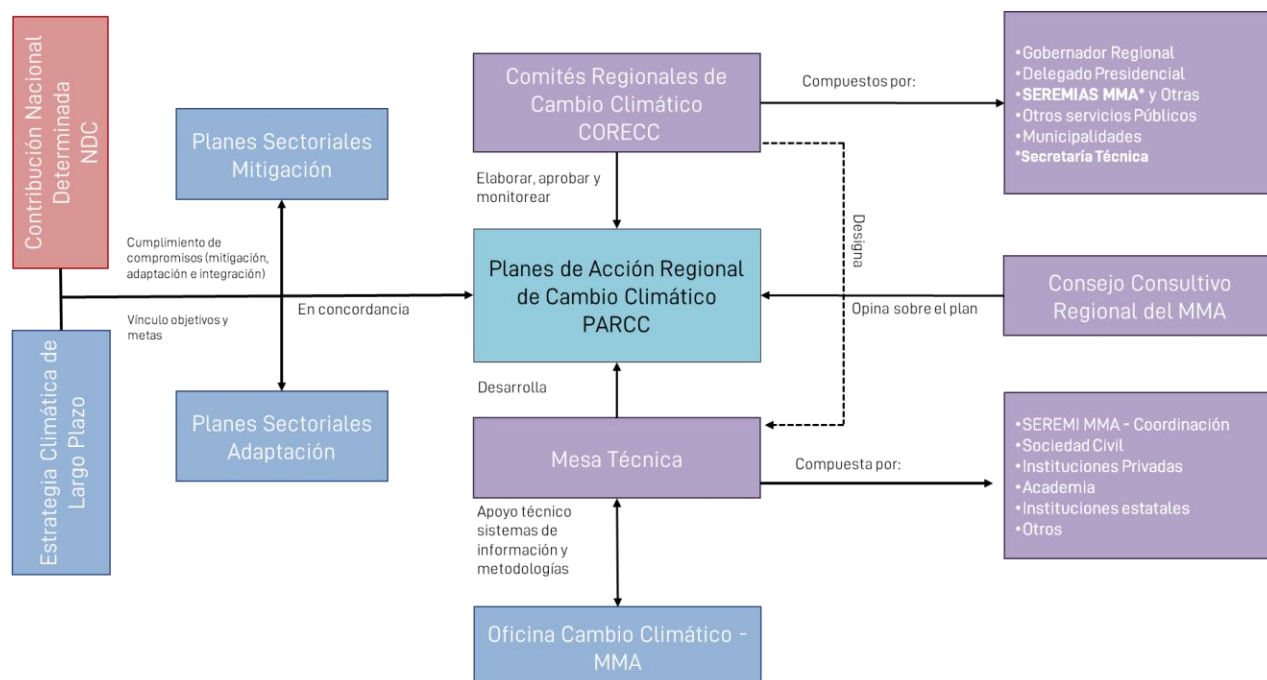 Contribución Nacional
Determinada
NDC
Estrategia Climática de
Largo Plazo
Planes Sectoriales
Mitigación
Cumplimiento de
compromisos (mitigación,
adaptación e integración)
Vínculo objetivos y
metas
En concordancia
Planes Sectoriales
Adaptación
Comités Regionales de
Cambio Climático
CORECC
Elaborar, aprobar y
monitorear
Planes de Acción Regional
de Cambio Climático
PARCC
Desarrolla
Mesa Técnica
Apoyo técnico
sistemas de
información y
metodologías
Oficina Cambio Climático -
MMA
Compuestos por:
•Gobernador Regional
•Delegado Presidencial
•SEREMIAS MMA* y Otras
•Otros servicios Públicos
•Municipalidades
*Secretaría Técnica
Designa
Opina sobre el plan
Consejo Consultivo
Regional del MMA
Compuesta por:
•SEREMI MMA - Coordinación
•Sociedad Civil
•Instituciones Privadas
•Academia
•Instituciones estatales
•Otros